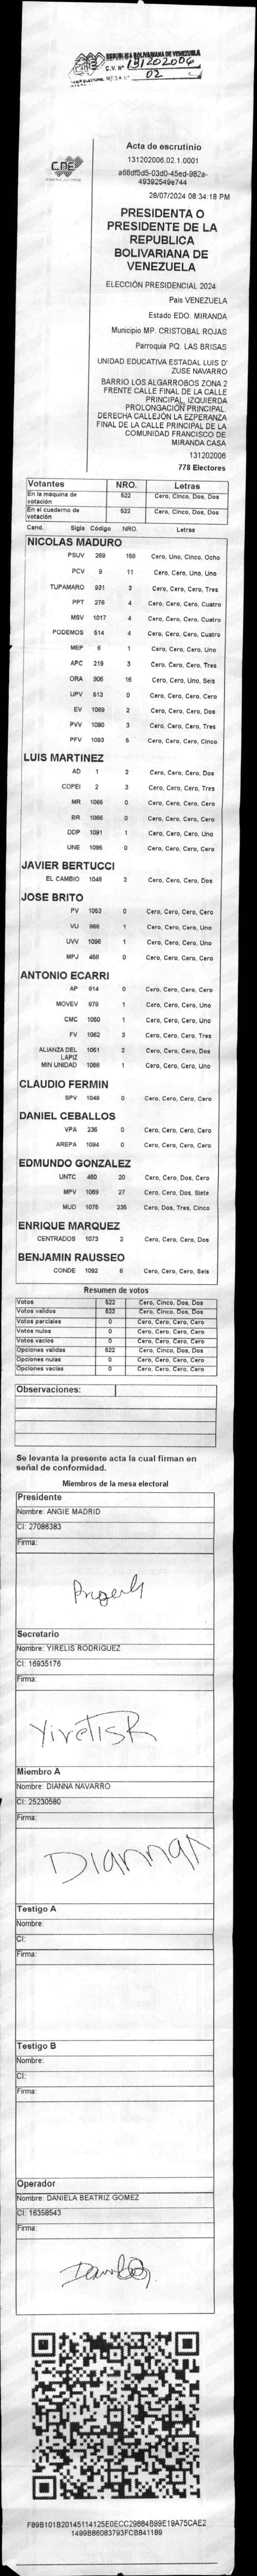 REPUBLICA BOLIVARIANA DE VENEZUELA
C.V. Nº 131202006
MESA Nº 02
CNE
Acta de escrutinio
131202006.02.1.0001
a68df5d5-03d0-45ed-982a-
49392549e744
28/07/2024 08:34:18 PM
PRESIDENTA O
PRESIDENTE DE LA
REPUBLICA
BOLIVARIANA DE
VENEZUELA
ELECCIÓN PRESIDENCIAL 2024
País VENEZUELA
Estado EDO. MIRANDA
Municipio MP. CRISTOBAL ROJAS
Parroquia PQ. LAS BRISAS
UNIDAD EDUCATIVA ESTADAL LUIS D'
ZUSE NAVARRO
BARRIO LOS ALGARROBOS ZONA 2
FRENTE CALLE FINAL DE LA CALLE
PRINCIPAL. IZQUIERDA
PROLONGACIÓN PRINCIPAL.
DERECHA CALLEJÓN LA EZPERANZA
FINAL DE LA CALLE PRINCIPAL DE LA
COMUNIDAD FRANCISCO DE
MIRANDA CASA
131202006
778 Electores
Votantes NRO. Letras
En la máquina de votación 522 Cero, Cinco, Dos, Dos
En el cuaderno de votación 522 Cero, Cinco, Dos, Dos
Cand. Sigla Código NRO. Letras
NICOLAS MADURO
PSUV 269 158 Cero, Uno, Cinco, Ocho
PCV 9 11 Cero, Cero, Uno, Uno
TUPAMARO 931 3 Cero, Cero, Cero, Tres
PPT 276 4 Cero, Cero, Cero, Cuatro
MSV 1017 4 Cero, Cero, Cero, Cuatro
PODEMOS 514 4 Cero, Cero, Cero, Cuatro
MEP 6 1 Cero, Cero, Cero, Uno
APC 219 3 Cero, Cero, Cero, Tres
ORA 906 16 Cero, Cero, Uno, Seis
UPV 613 0 Cero, Cero, Cero, Cero
EV 1089 2 Cero, Cero, Cero, Dos
PVV 1090 3 Cero, Cero, Cero, Tres
PFV 1093 5 Cero, Cero, Cero, Cinco
LUIS MARTINEZ
AD 1 2 Cero, Cero, Cero, Dos
COPEI 2 3 Cero, Cero, Cero, Tres
MR 1065 0 Cero, Cero, Cero, Cero
BR 1066 0 Cero, Cero, Cero, Cero
DDP 1091 1 Cero, Cero, Cero, Uno
UNE 1095 0 Cero, Cero, Cero, Cero
JAVIER BERTUCCI
EL CAMBIO 1048 2 Cero, Cero, Cero, Dos
JOSE BRITO
PV 1053 0 Cero, Cero, Cero, Cero
VU 868 1 Cero, Cero, Cero, Uno
UVV 1096 1 Cero, Cero, Cero, Uno
MPJ 458 0 Cero, Cero, Cero, Cero
ANTONIO ECARRI
AP 814 0 Cero, Cero, Cero, Cero
MOVEV 979 1 Cero, Cero, Cero, Uno
CMC 1050 1 Cero, Cero, Cero, Uno
FV 1062 3 Cero, Cero, Cero, Tres
ALIANZA DEL LAPIZ 1051 2 Cero, Cero, Cero, Dos
MIN UNIDAD 1068 1 Cero, Cero, Cero, Uno
CLAUDIO FERMIN
SPV 1049 0 Cero, Cero, Cero, Cero
DANIEL CEBALLOS
VPA 236 0 Cero, Cero, Cero, Cero
AREPA 1094 0 Cero, Cero, Cero, Cero
EDMUNDO GONZALEZ
UNTC 460 20 Cero, Cero, Dos, Cero
MPV 1069 27 Cero, Cero, Dos, Siete
MUD 1075 235 Cero, Dos, Tres, Cinco
ENRIQUE MARQUEZ
CENTRADOS 1073 2 Cero, Cero, Cero, Dos
BENJAMIN RAUSSEO
CONDE 1092 6 Cero, Cero, Cero, Seis
Resumen de votos
Votos 522 Cero, Cinco, Dos, Dos
Votos validos 522 Cero, Cinco, Dos, Dos
Votos parciales 0 Cero, Cero, Cero, Cero
Votos nulos 0 Cero, Cero, Cero, Cero
Votos vacios 0 Cero, Cero, Cero, Cero
Opciones validas 522 Cero, Cinco, Dos, Dos
Opciones nulas 0 Cero, Cero, Cero, Cero
Opciones vacias 0 Cero, Cero, Cero, Cero
Observaciones:
Se levanta la presente acta la cual firman en
señal de conformidad.
Miembros de la mesa electoral
Presidente
Nombre: ANGIE MADRID
CI: 27086383
Firma:
Secretario
Nombre: YIRELIS RODRIGUEZ
CI: 16935176
Firma:
YirelisR
Miembro A
Nombre: DIANNA NAVARRO
CI: 25230560
Firma:
DiannaN
Testigo A
Nombre:
CI:
Firma:
Testigo B
Nombre:
CI:
Firma:
Operador
Nombre: DANIELA BEATRIZ GOMEZ
CI: 16358543
Firma:
F89B101B20145114125E0ECC29884B99E19A75CAE2
1499B86083793FCB841189